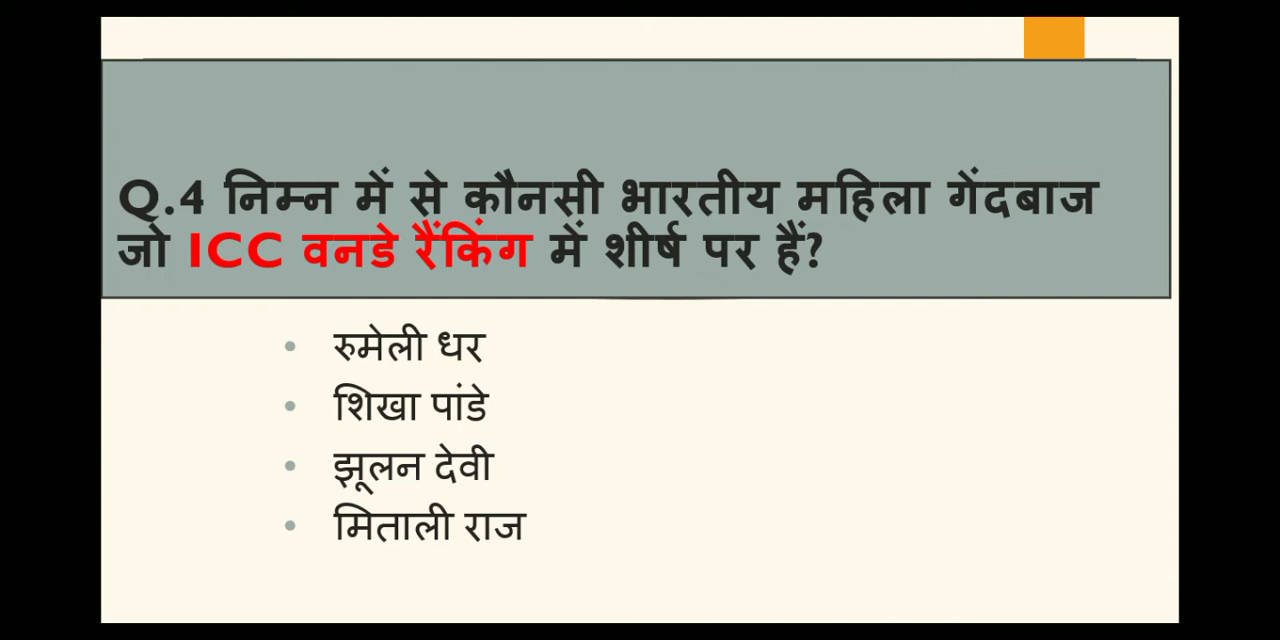 Q.4 निम्न में से कौनसी भारतीय महिला गेंदबाज
जो ICC वनडे रैंकिंग में शीर्ष पर हैं?
• रुमेली धर
• शिखा पांडे
• झूलन देवी
• मिताली राज